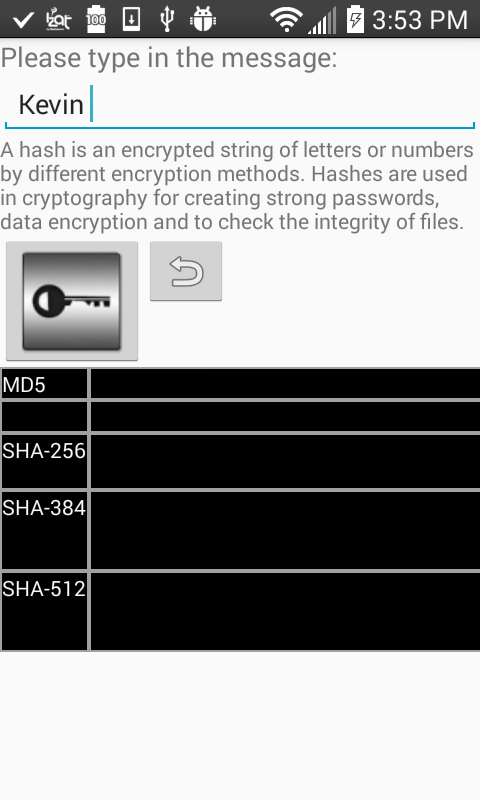 100 3:53 PM
Please type in the message:
Kevin
A hash is an encrypted string of letters or numbers
by different encryption methods. Hashes are used
in cryptography for creating strong passwords,
data encryption and to check the integrity of files.
MD5
SHA-256
SHA-384
SHA-512